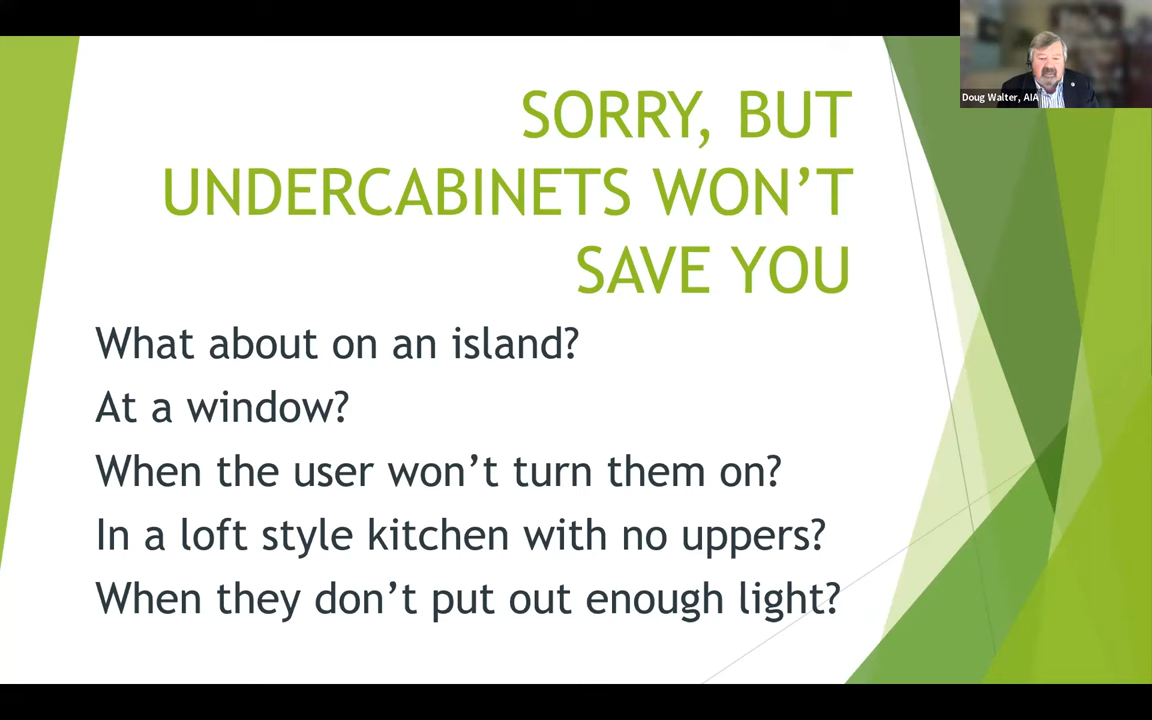 SORRY, BUT
UNDERCABINETS WON’T
SAVE YOU
What about on an island?
At a window?
When the user won’t turn them on?
In a loft style kitchen with no uppers?
When they don’t put out enough light?
Doug Walter, AIA